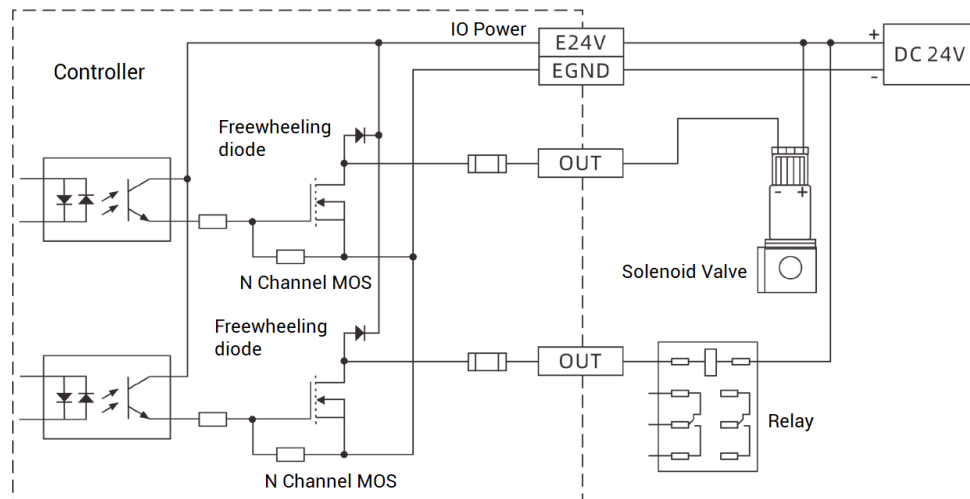 IO Power
E24V
+
DC 24V
Controller
EGND
-
Freewheeling
diode
OUT
- +
Solenoid Valve
N Channel MOS
Freewheeling
diode
OUT
Relay
N Channel MOS